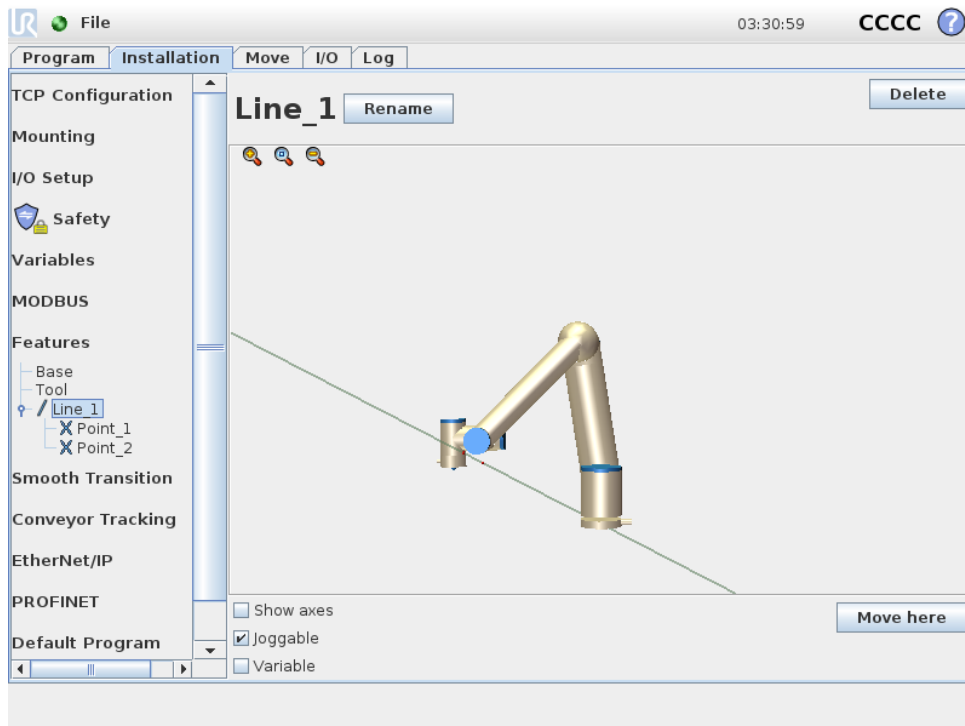 UR File 03:30:59 CCCC ?
Program Installation Move I/O Log
TCP Configuration
Mounting
I/O Setup
Safety
Variables
MODBUS
Features
Base
Tool
Line_1
Point_1
Point_2
Smooth Transition
Conveyor Tracking
EtherNet/IP
PROFINET
Default Program
Line_1 Rename Delete
Show axes
Joggable
Variable
Move here